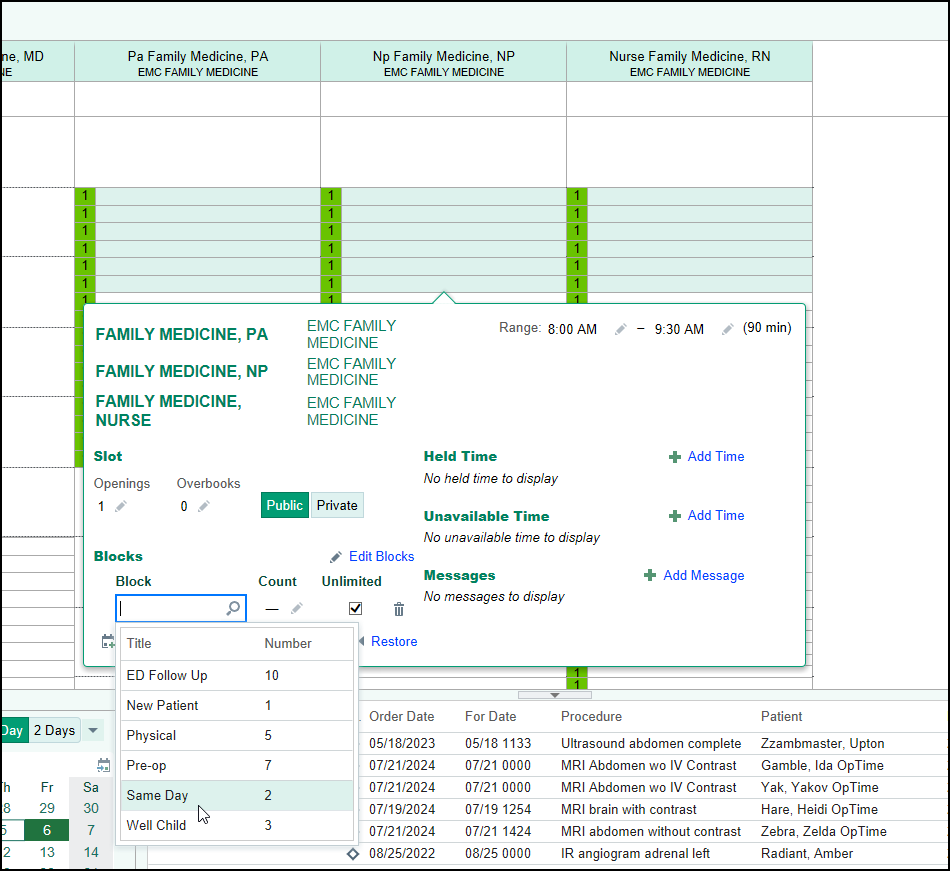 ne, MD
NE
Pa Family Medicine, PA
EMC FAMILY MEDICINE
Np Family Medicine, NP
EMC FAMILY MEDICINE
Nurse Family Medicine, RN
EMC FAMILY MEDICINE
1 1 1
1 1 1
1 1 1
1 1 1
1 1 1
1 1 1
1 1 1
FAMILY MEDICINE, PA
EMC FAMILY
MEDICINE
Range: 8:00 AM – 9:30 AM (90 min)
FAMILY MEDICINE, NP
EMC FAMILY
MEDICINE
FAMILY MEDICINE,
NURSE
EMC FAMILY
MEDICINE
Slot
Openings Overbooks
1 0 Public Private
Held Time Add Time
No held time to display
Unavailable Time Add Time
No unavailable time to display
Messages Add Message
No messages to display
Blocks Edit Blocks
Block Count Unlimited
—
Restore
Title Number
ED Follow Up 10
New Patient 1
Physical 5
Pre-op 7
Same Day 2
Well Child 3
1
1
Day 2 Days
Th Fr Sa
28 29 30
5 6 7
12 13 14
Order Date For Date Procedure Patient
05/18/2023 05/18 1133 Ultrasound abdomen complete Zzambmaster, Upton
07/21/2024 07/21 0000 MRI Abdomen wo IV Contrast Gamble, Ida OpTime
07/21/2024 07/21 0000 MRI Abdomen wo IV Contrast Yak, Yakov OpTime
07/19/2024 07/19 1254 MRI brain with contrast Hare, Heidi OpTime
07/21/2024 07/21 1424 MRI abdomen without contrast Zebra, Zelda OpTime
08/25/2022 08/25 0000 IR angiogram adrenal left Radiant, Amber